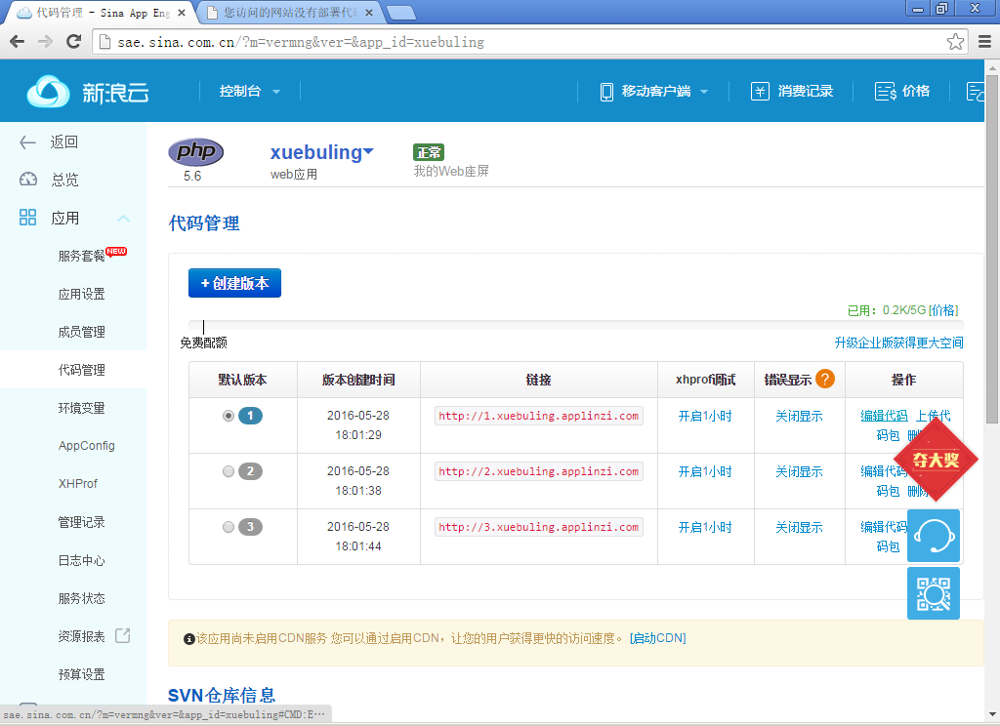 代码管理 - Sina App Eng
您访问的网站没有部署代
sae.sina.com.cn/?m=vermng&ver=&app_id=xuebuling
新浪云
控制台
移动客户端
消费记录
价格
返回
总览
应用
服务套餐 NEW
应用设置
成员管理
代码管理
环境变量
AppConfig
XHProf
管理记录
日志中心
服务状态
资源报表
预算设置
php
5.6
xuebuling
web应用
正常
我的Web座屏
代码管理
+ 创建版本
已用：0.2K/5G [价格]
免费配额
升级企业版获得更大空间
默认版本 版本创建时间 链接 xhprof调试 错误显示 ? 操作
1 2016-05-28 http://1.xuebuling.applinzi.com 开启1小时 关闭显示 编辑代码 上传代
18:01:29 码包 删
2 2016-05-28 http://2.xuebuling.applinzi.com 开启1小时 关闭显示 编辑代码
18:01:38 码包 删除
3 2016-05-28 http://3.xuebuling.applinzi.com 开启1小时 关闭显示 编辑代码
18:01:44 码包
夺大奖
该应用尚未启用CDN服务 您可以通过启用CDN，让您的用户获得更快的访问速度。 [启动CDN]
SVN仓库信息
sae.sina.com.cn/?m=vermng&ver=&app_id=xuebuling#CMD:E…